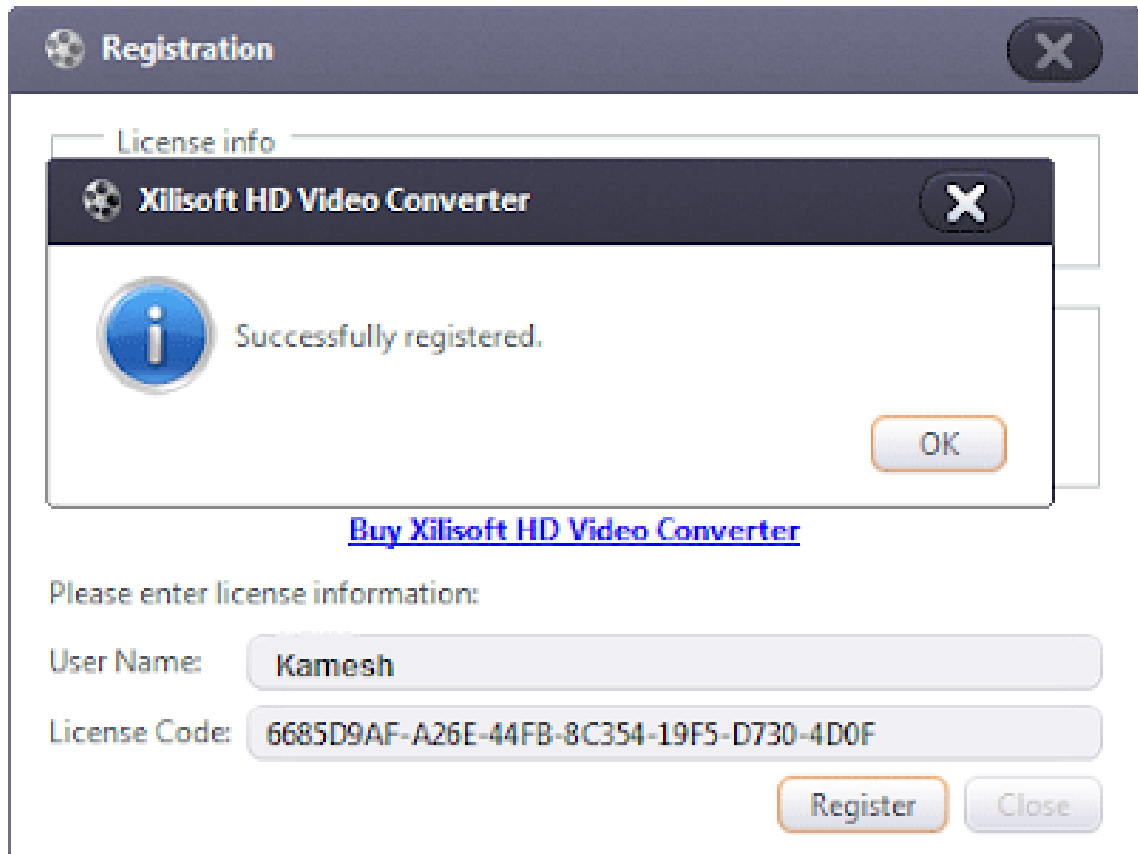 Registration
License info
Xilisoft HD Video Converter
Successfully registered.
OK
Buy Xilisoft HD Video Converter
Please enter license information:
User Name: Kamesh
License Code: 6685D9AF-A26E-44FB-8C354-19F5-D730-4D0F
Register Close